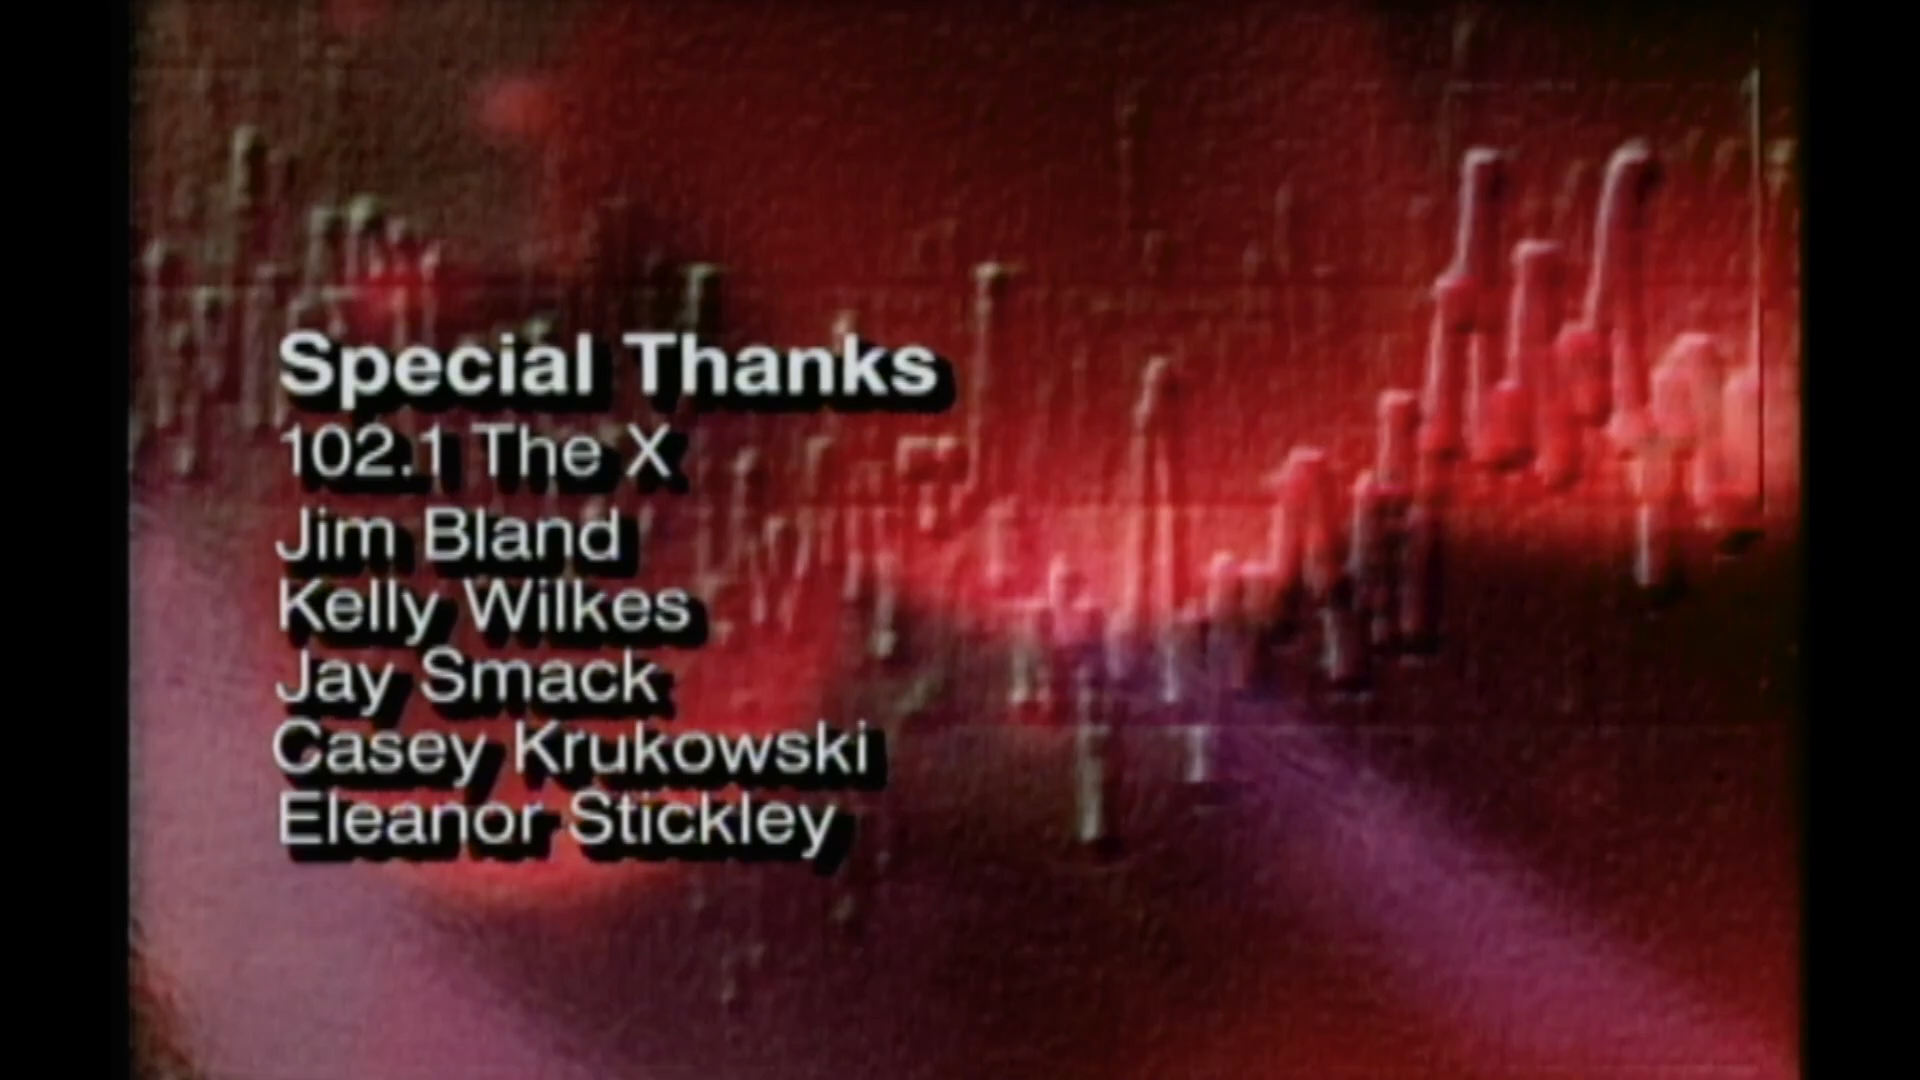 Special Thanks
102.1 The X
Jim Bland
Kelly Wilkes
Jay Smack
Casey Krukowski
Eleanor Stickley